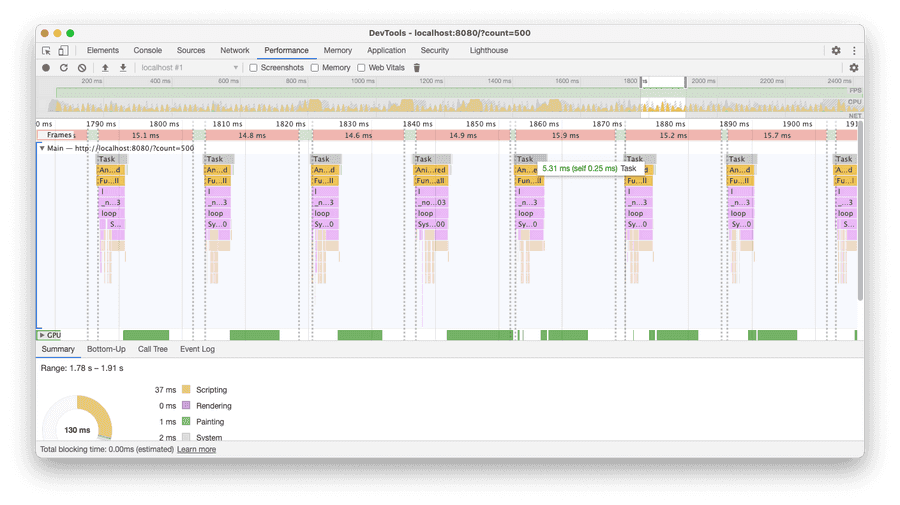 DevTools - localhost:8080/?count=500
Elements Console Sources Network Performance Memory Application Security Lighthouse
localhost #1 Screenshots Memory Web Vitals
200 ms 400 ms 600 ms 800 ms 1000 ms 1200 ms 1400 ms 1600 ms 1800 ms 2000 ms 2200 ms 2400 ms
FPS
CPU
NET
0 ms 1790 ms 1800 ms 1810 ms 1820 ms 1830 ms 1840 ms 1850 ms 1860 ms 1870 ms 1880 ms 1890 ms 1900 ms 191
Frames 15.1 ms 14.8 ms 14.6 ms 14.9 ms 15.9 ms 15.2 ms 15.7 ms
Main — http://localhost:8080/?count=500
Task Task Task Task Task Task Task Task
An...d An...d An...d Ani...red An...e An...d An...d A...d
5.31 ms (self 0.25 ms) Task
Fu...ll Fu...ll Fu...ll Fun...all Fun...ll Fu...ll Fu...ll F...ll
l l l l l l l l
_n...3 _n...3 _n...3 _no...03 _n...3 _n...3 _n...3 _...3
loop loop loop loop loop loop loop loop
S... Sy...0 Sy...0 Sys...00 Sy...0 Sy...0 Sy...0 S...0
GPU
Summary Bottom-Up Call Tree Event Log
Range: 1.78 s – 1.91 s
37 ms Scripting
0 ms Rendering
130 ms
1 ms Painting
2 ms System
Total blocking time: 0.00ms (estimated) Learn more